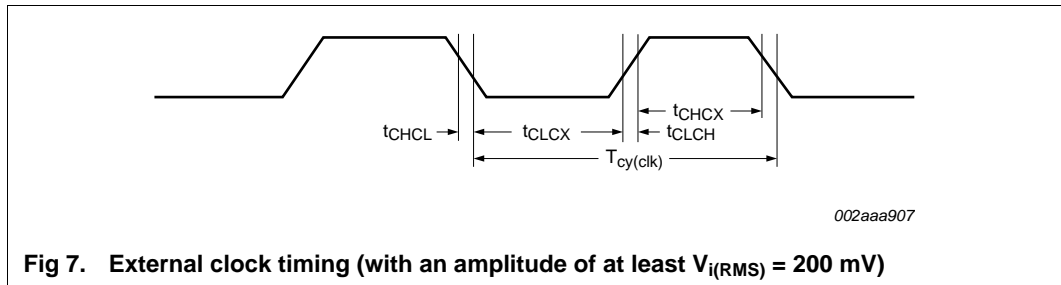 tCHCX
tCHCL tCLCX tCLCH
Tcy(clk)
002aaa907
Fig 7. External clock timing (with an amplitude of at least Vi(RMS) = 200 mV)